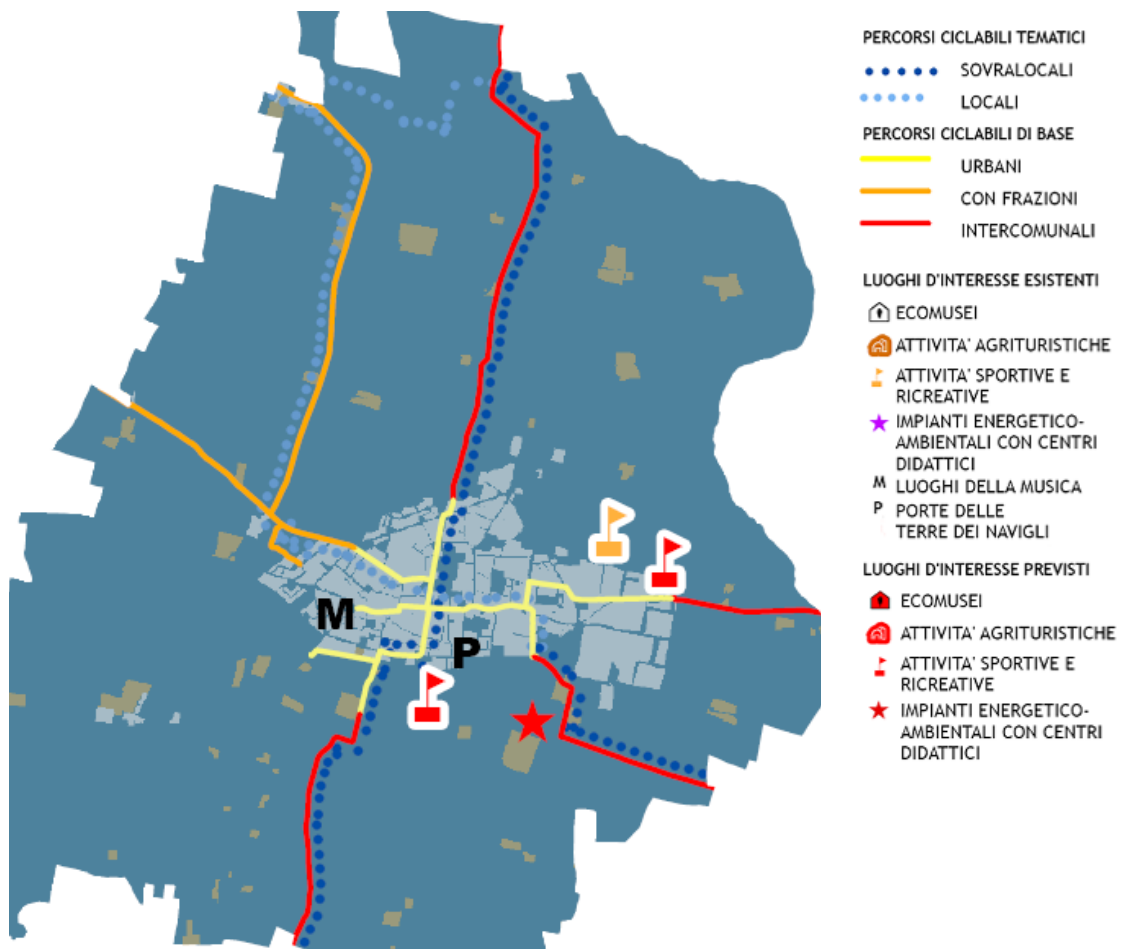 PERCORSI CICLABILI TEMATICI
SOVRALOCALI
LOCALI
PERCORSI CICLABILI DI BASE
URBANI
CON FRAZIONI
INTERCOMUNALI
LUOGHI D'INTERESSE ESISTENTI
ECOMUSEI
ATTIVITA' AGRITURISTICHE
ATTIVITA' SPORTIVE E
RICREATIVE
IMPIANTI ENERGETICO-
AMBIENTALI CON CENTRI
DIDATTICI
M LUOGHI DELLA MUSICA
P PORTE DELLE
TERRE DEI NAVIGLI
LUOGHI D'INTERESSE PREVISTI
ECOMUSEI
ATTIVITA' AGRITURISTICHE
ATTIVITA' SPORTIVE E
RICREATIVE
IMPIANTI ENERGETICO-
AMBIENTALI CON CENTRI
DIDATTICI
M
P